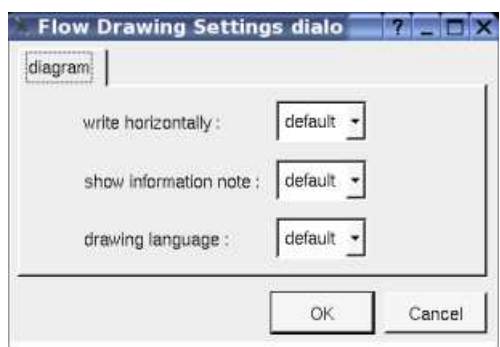 Flow Drawing Settings dialo ?
diagram
write horizontally : default
show information note : default
drawing language : default
OK Cancel